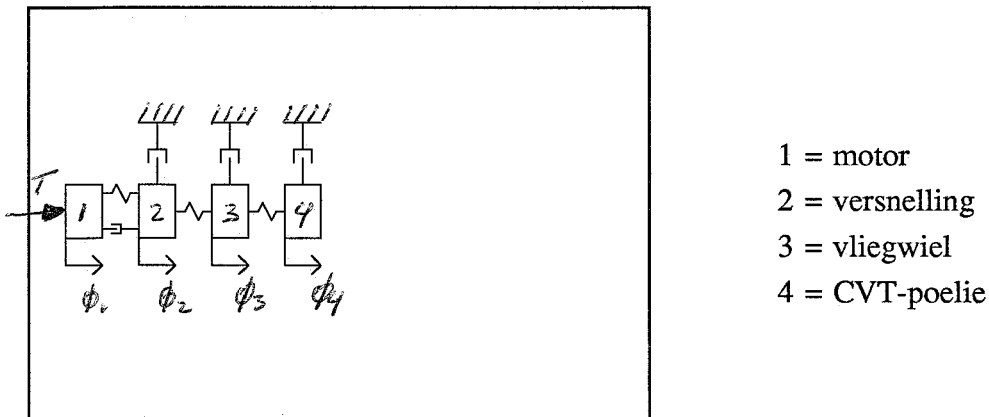 T
1 2 3 4
ϕ₁ ϕ₂ ϕ₃ ϕ₄
1 = motor
2 = versnelling
3 = vliegwiel
4 = CVT-poelie